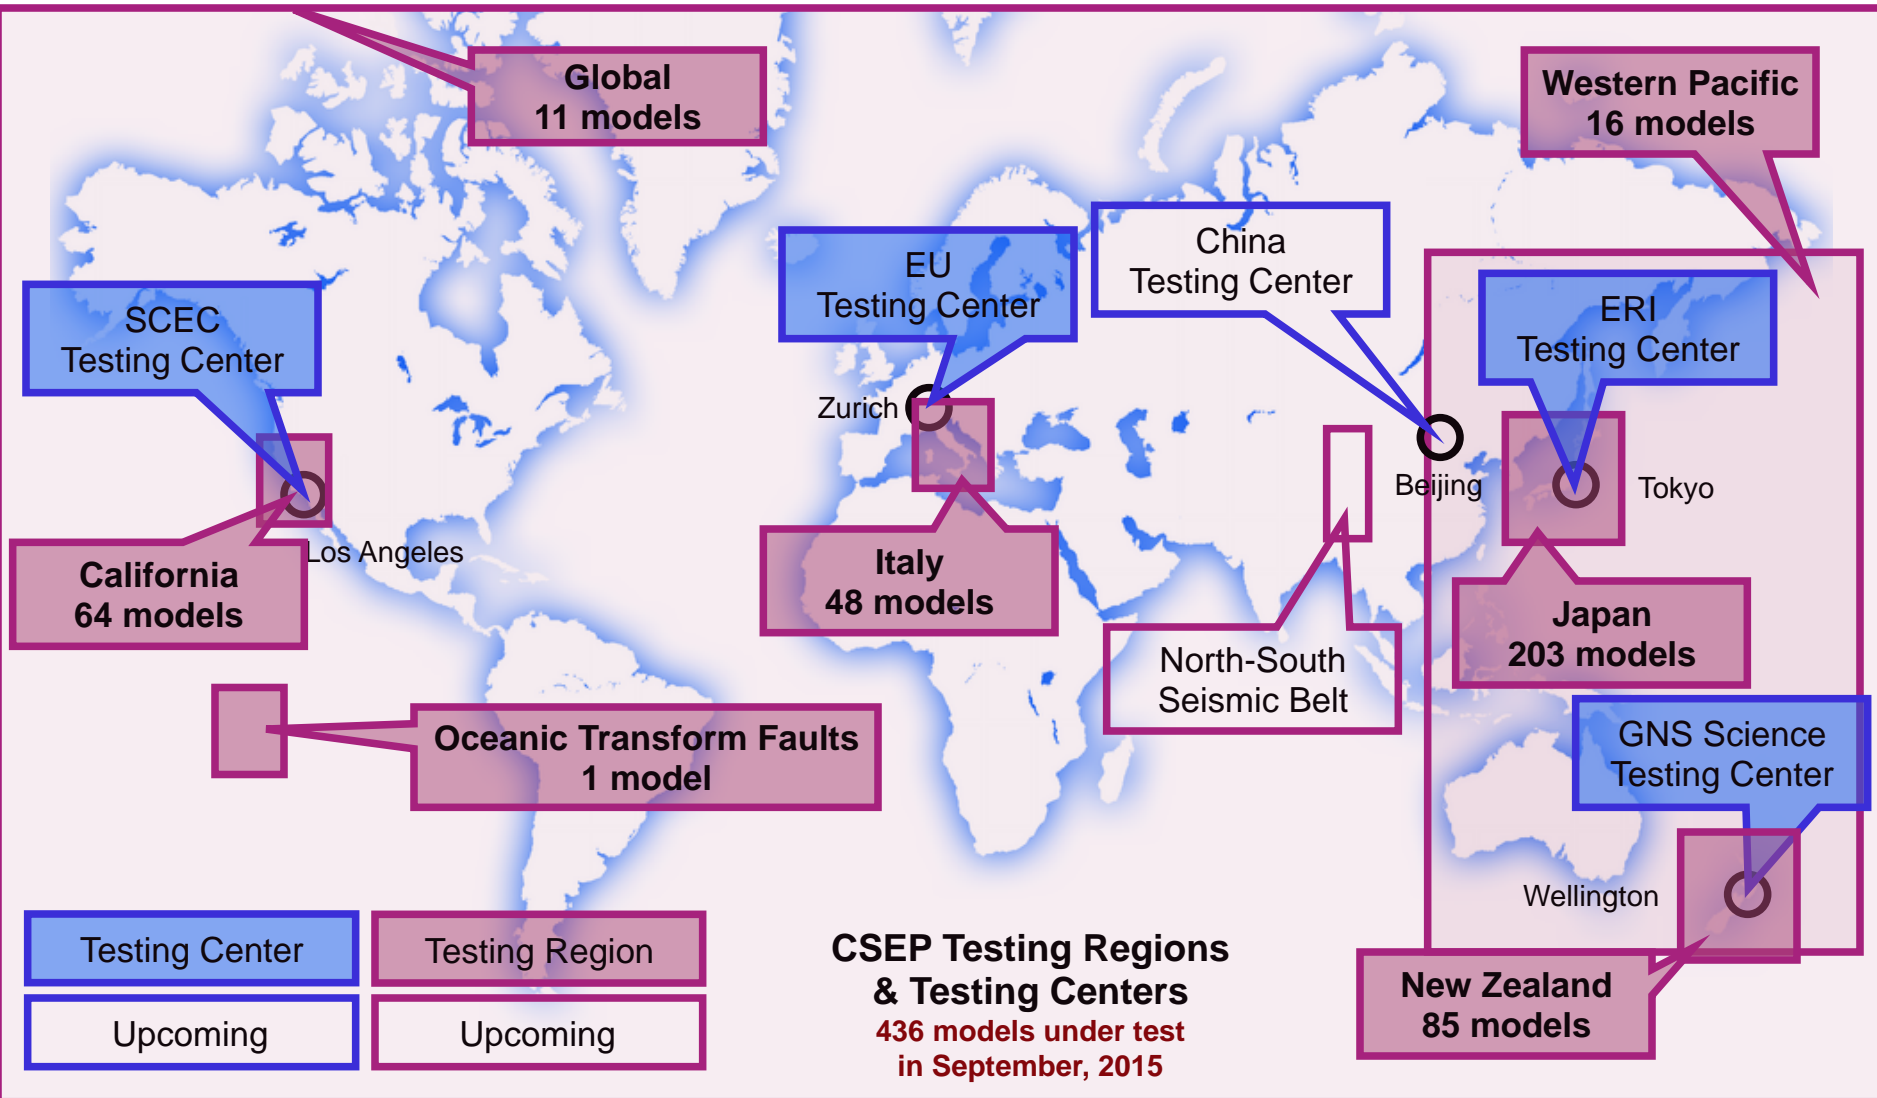 Global
11 models
Western Pacific
16 models
China
Testing Center
EU
Testing Center
ERI
Testing Center
SCEC
Testing Center
Zurich
Beijing
Tokyo
Los Angeles
Italy
48 models
California
64 models
Japan
203 models
North-South
Seismic Belt
Oceanic Transform Faults
1 model
GNS Science
Testing Center
Wellington
New Zealand
85 models
Testing Center
Testing Region
Upcoming
Upcoming
CSEP Testing Regions
& Testing Centers
436 models under test
in September, 2015